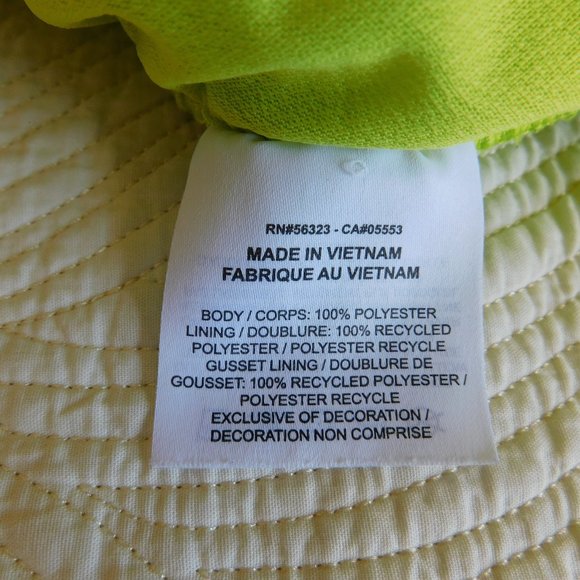 RN#56323 - CA#05553
MADE IN VIETNAM
FABRIQUE AU VIETNAM
BODY / CORPS: 100% POLYESTER
LINING / DOUBLURE: 100% RECYCLED
POLYESTER / POLYESTER RECYCLE
GUSSET LINING / DOUBLURE DE
GOUSSET: 100% RECYCLED POLYESTER /
POLYESTER RECYCLE
EXCLUSIVE OF DECORATION /
DECORATION NON COMPRISE